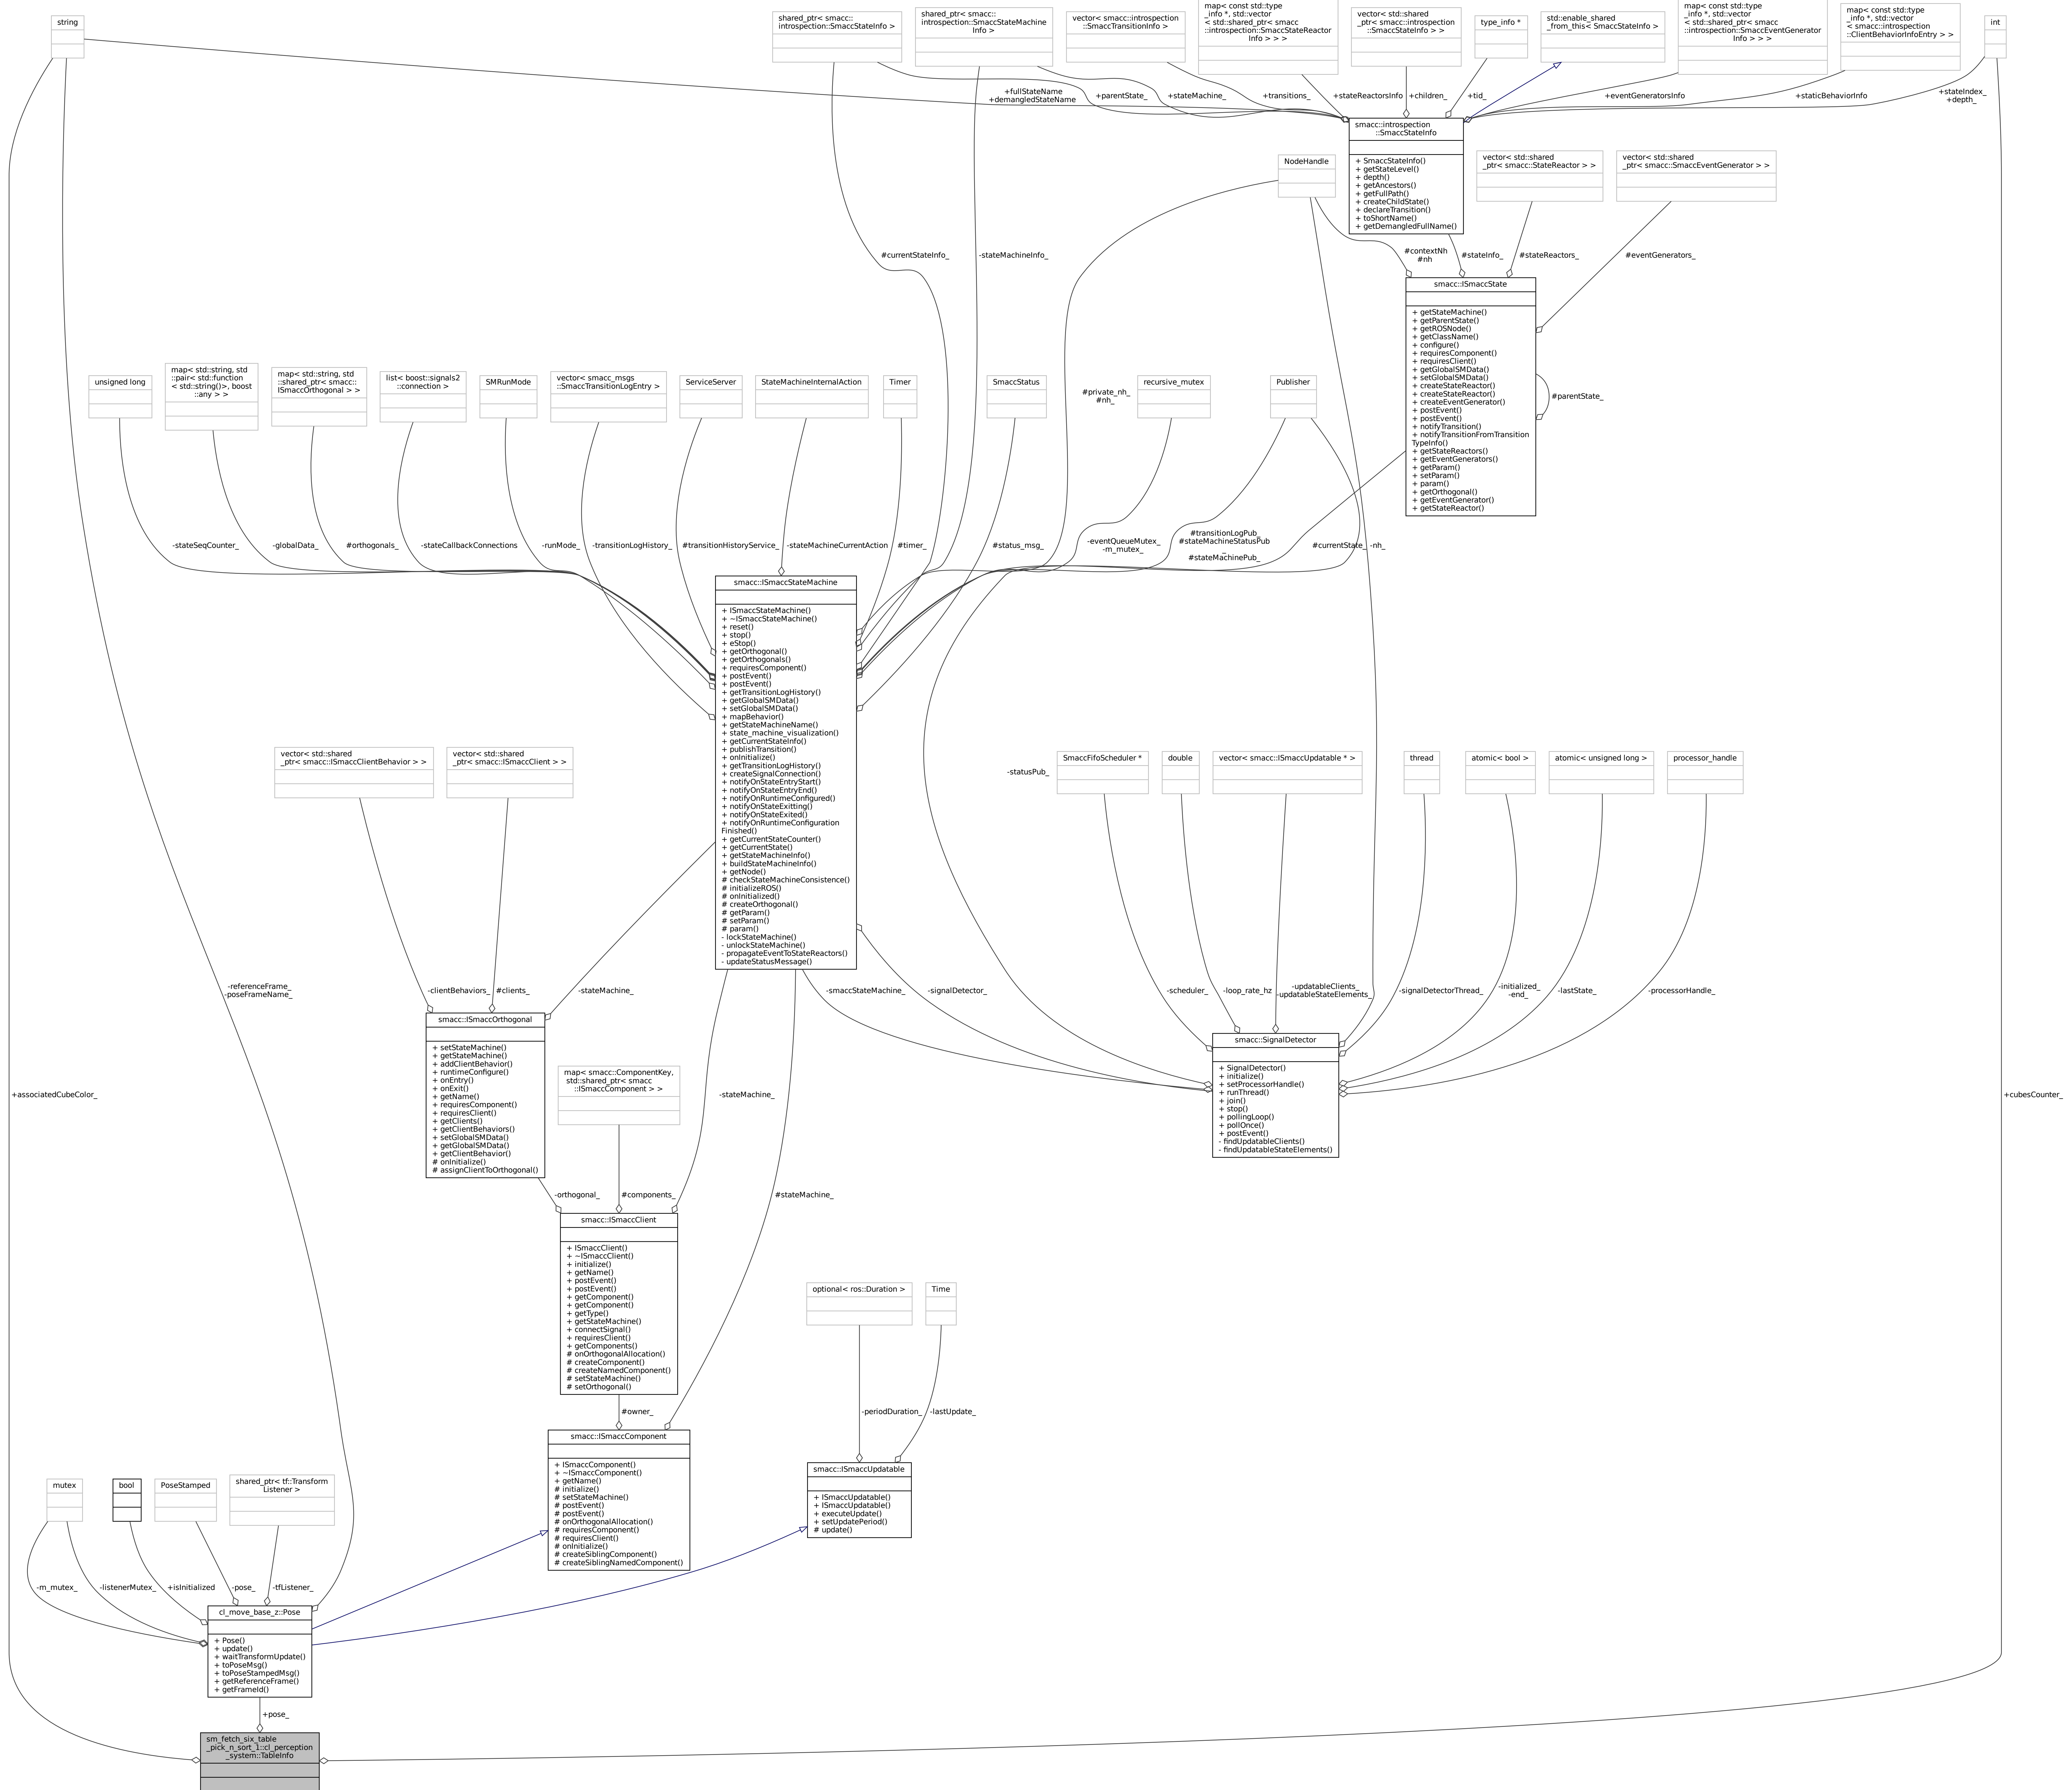 string
shared_ptr< smacc::
introspection::SmaccStateInfo >
shared_ptr< smacc::
introspection::SmaccStateMachine
Info >
vector< smacc::introspection
::SmaccTransitionInfo >
map< const std::type
_info *, std::vector
< std::shared_ptr< smacc
::introspection::SmaccStateReactor
Info > > >
vector< std::shared
_ptr< smacc::introspection
::SmaccStateInfo > >
type_info *
std::enable_shared
_from_this< SmaccStateInfo >
map< const std::type
_info *, std::vector
< std::shared_ptr< smacc
::introspection::SmaccEventGenerator
Info > > >
map< const std::type
_info *, std::vector
< smacc::introspection
::ClientBehaviorInfoEntry > >
int
+fullStateName
+demangledStateName
+parentState_
+stateMachine_
+transitions_
+stateReactorsInfo
+children_
+tid_
+eventGeneratorsInfo
+staticBehaviorInfo
+stateIndex_
+depth_
smacc::introspection
::SmaccStateInfo
+ SmaccStateInfo()
+ getStateLevel()
+ depth()
+ getAncestors()
+ getFullPath()
+ createChildState()
+ declareTransition()
+ toShortName()
+ getDemangledFullName()
NodeHandle
vector< std::shared
_ptr< smacc::StateReactor > >
vector< std::shared
_ptr< smacc::SmaccEventGenerator > >
#currentStateInfo_
-stateMachineInfo_
#contextNh
#nh
#stateInfo_
#stateReactors_
#eventGenerators_
smacc::ISmaccState
+ getStateMachine()
+ getParentState()
+ getROSNode()
+ getClassName()
+ configure()
+ requiresComponent()
+ requiresClient()
+ getGlobalSMData()
+ setGlobalSMData()
+ createStateReactor()
+ createStateReactor()
+ createEventGenerator()
+ postEvent()
+ postEvent()
+ notifyTransition()
+ notifyTransitionFromTransition
TypeInfo()
+ getStateReactors()
+ getEventGenerators()
+ getParam()
+ setParam()
+ param()
+ getOrthogonal()
+ getEventGenerator()
+ getStateReactor()
#parentState_
unsigned long
map< std::string, std
::pair< std::function
< std::string()>, boost
::any > >
map< std::string, std
::shared_ptr< smacc::
ISmaccOrthogonal > >
list< boost::signals2
::connection >
SMRunMode
vector< smacc_msgs
::SmaccTransitionLogEntry >
ServiceServer
StateMachineInternalAction
Timer
SmaccStatus
#private_nh_
#nh_
recursive_mutex
Publisher
-stateSeqCounter_
-globalData_
#orthogonals_
-stateCallbackConnections
-runMode_
-transitionLogHistory_
#transitionHistoryService_
-stateMachineCurrentAction
#timer_
#status_msg_
-eventQueueMutex_
-m_mutex_
#transitionLogPub_
#stateMachineStatusPub
_
#stateMachinePub_
#currentState_
-nh_
smacc::ISmaccStateMachine
+ ISmaccStateMachine()
+ ~ISmaccStateMachine()
+ reset()
+ stop()
+ eStop()
+ getOrthogonal()
+ getOrthogonals()
+ requiresComponent()
+ postEvent()
+ postEvent()
+ getTransitionLogHistory()
+ getGlobalSMData()
+ setGlobalSMData()
+ mapBehavior()
+ getStateMachineName()
+ state_machine_visualization()
+ getCurrentStateInfo()
+ publishTransition()
+ onInitialize()
+ getTransitionLogHistory()
+ createSignalConnection()
+ notifyOnStateEntryStart()
+ notifyOnStateEntryEnd()
+ notifyOnRuntimeConfigured()
+ notifyOnStateExitting()
+ notifyOnStateExited()
+ notifyOnRuntimeConfiguration
Finished()
+ getCurrentStateCounter()
+ getCurrentState()
+ getStateMachineInfo()
+ buildStateMachineInfo()
+ getNode()
# checkStateMachineConsistence()
# initializeROS()
# onInitialized()
# createOrthogonal()
# getParam()
# setParam()
# param()
- lockStateMachine()
- unlockStateMachine()
- propagateEventToStateReactors()
- updateStatusMessage()
vector< std::shared
_ptr< smacc::ISmaccClientBehavior > >
vector< std::shared
_ptr< smacc::ISmaccClient > >
-statusPub_
SmaccFifoScheduler *
double
vector< smacc::ISmaccUpdatable * >
thread
atomic< bool >
atomic< unsigned long >
processor_handle
-referenceFrame_
-poseFrameName_
-clientBehaviors_
#clients_
-stateMachine_
-smaccStateMachine_
-signalDetector_
-scheduler_
-loop_rate_hz
-updatableClients_
-updatableStateElements_
-signalDetectorThread_
-initialized_
-end_
-lastState_
-processorHandle_
smacc::ISmaccOrthogonal
+ setStateMachine()
+ getStateMachine()
+ addClientBehavior()
+ runtimeConfigure()
+ onEntry()
+ onExit()
+ getName()
+ requiresComponent()
+ requiresClient()
+ getClients()
+ getClientBehaviors()
+ setGlobalSMData()
+ getGlobalSMData()
+ getClientBehavior()
# onInitialize()
# assignClientToOrthogonal()
smacc::SignalDetector
+ SignalDetector()
+ initialize()
+ setProcessorHandle()
+ runThread()
+ join()
+ stop()
+ pollingLoop()
+ pollOnce()
+ postEvent()
- findUpdatableClients()
- findUpdatableStateElements()
map< smacc::ComponentKey,
std::shared_ptr< smacc
::ISmaccComponent > >
+associatedCubeColor_
-stateMachine_
+cubesCounter_
-orthogonal_
#components_
#stateMachine_
smacc::ISmaccClient
+ ISmaccClient()
+ ~ISmaccClient()
+ initialize()
+ getName()
+ postEvent()
+ postEvent()
+ getComponent()
+ getComponent()
+ getType()
+ getStateMachine()
+ connectSignal()
+ requiresClient()
+ getComponents()
# onOrthogonalAllocation()
# createComponent()
# createNamedComponent()
# setStateMachine()
# setOrthogonal()
optional< ros::Duration >
Time
#owner_
-periodDuration_
-lastUpdate_
smacc::ISmaccComponent
+ ISmaccComponent()
+ ~ISmaccComponent()
+ getName()
# initialize()
# setStateMachine()
# postEvent()
# postEvent()
# onOrthogonalAllocation()
# requiresComponent()
# requiresClient()
# onInitialize()
# createSiblingComponent()
# createSiblingNamedComponent()
smacc::ISmaccUpdatable
+ ISmaccUpdatable()
+ ISmaccUpdatable()
+ executeUpdate()
+ setUpdatePeriod()
# update()
mutex
bool
PoseStamped
shared_ptr< tf::Transform
Listener >
-m_mutex_
-listenerMutex_
+isInitialized
-pose_
-tfListener_
cl_move_base_z::Pose
+ Pose()
+ update()
+ waitTransformUpdate()
+ toPoseMsg()
+ toPoseStampedMsg()
+ getReferenceFrame()
+ getFrameId()
+pose_
sm_fetch_six_table
_pick_n_sort_1::cl_perception
_system::TableInfo